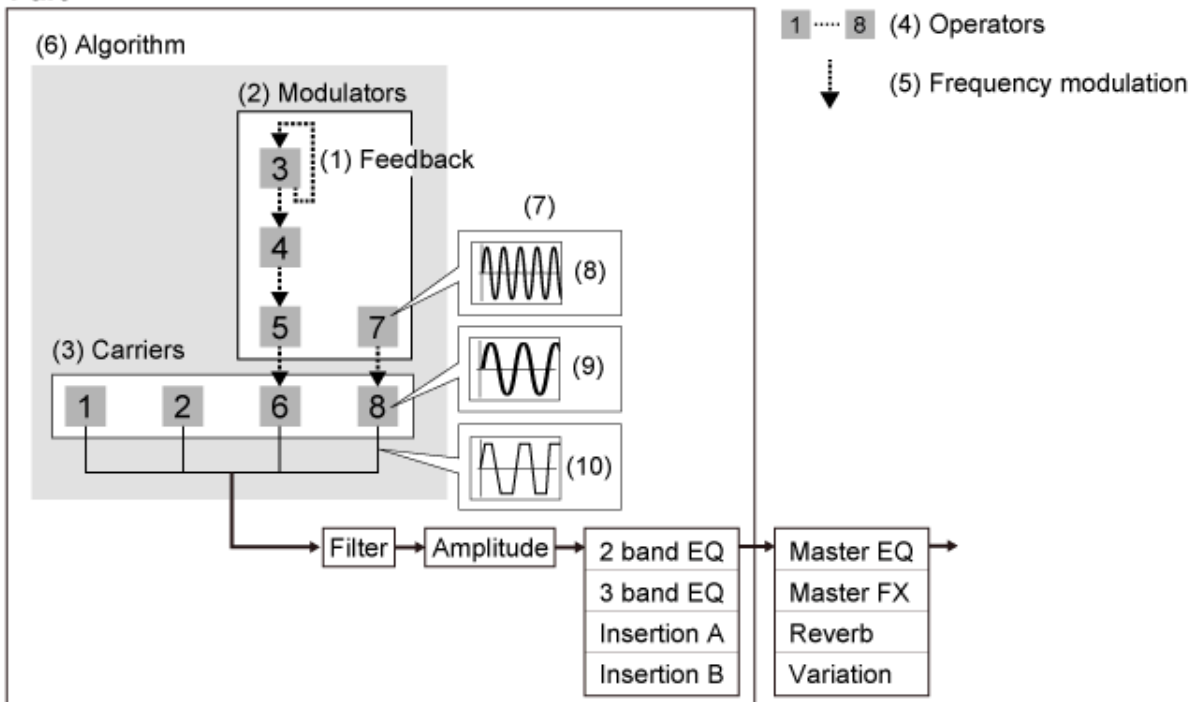 (6) Algorithm
(2) Modulators
3
(1) Feedback
4
5
7
(3) Carriers
1
2
6
8
(7)
(8)
(9)
(10)
1 ····· 8 (4) Operators
(5) Frequency modulation
Filter
Amplitude
2 band EQ
3 band EQ
Insertion A
Insertion B
Master EQ
Master FX
Reverb
Variation